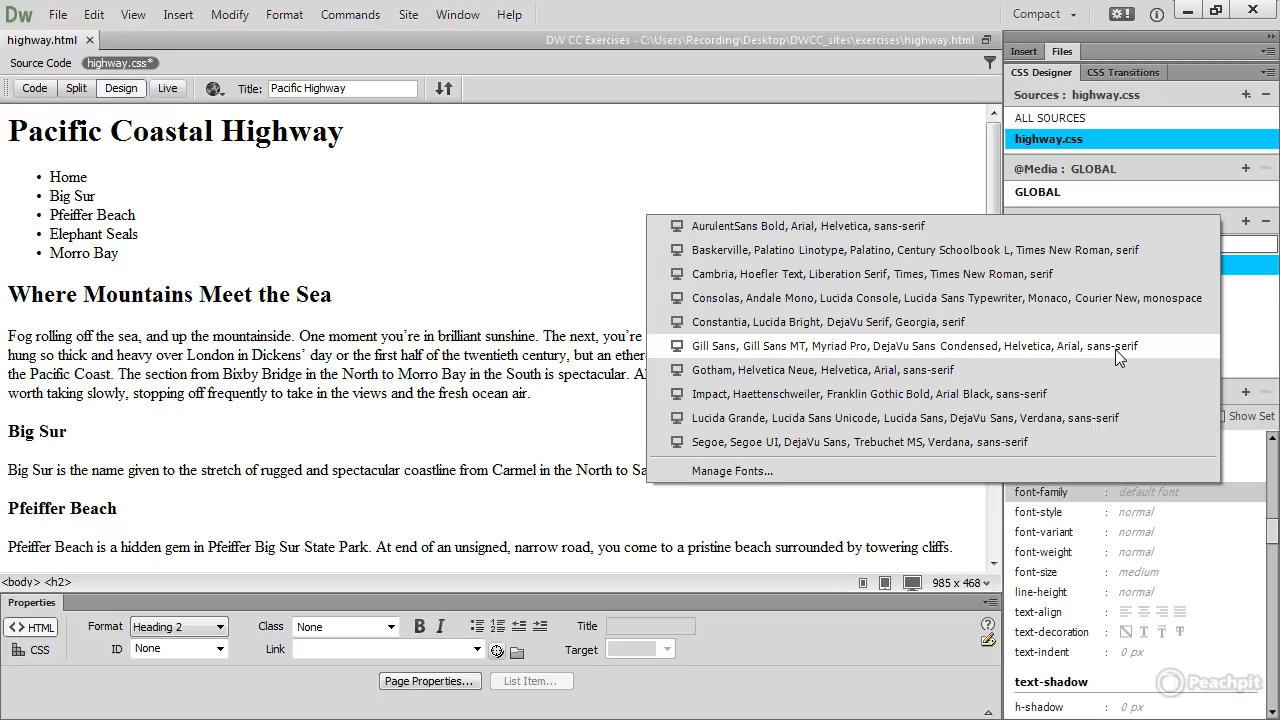 Dw File Edit View Insert Modify Format Commands Site Window Help Compact
highway.html × DW CC Exercises - C:\Users\Recording\Desktop\DWCC_sites\exercises\highway.html
Source Code highway.css*
Code Split Design Live Title: Pacific Highway
Insert Files
CSS Designer CSS Transitions
Sources : highway.css
ALL SOURCES
highway.css
@Media : GLOBAL
GLOBAL
Pacific Coastal Highway
• Home
• Big Sur
• Pfeiffer Beach
• Elephant Seals
• Morro Bay
Where Mountains Meet the Sea
Fog rolling off the sea, and up the mountainside. One moment you're in brilliant sunshine. The next, you're
hung so thick and heavy over London in Dickens' day or the first half of the twentieth century, but an ether
the Pacific Coast. The section from Bixby Bridge in the North to Morro Bay in the South is spectacular. A
worth taking slowly, stopping off frequently to take in the views and the fresh ocean air.
Big Sur
Big Sur is the name given to the stretch of rugged and spectacular coastline from Carmel in the North to Sa
Pfeiffer Beach
Pfeiffer Beach is a hidden gem in Pfeiffer Big Sur State Park. At end of an unsigned, narrow road, you come to a pristine beach surrounded by towering cliffs.
AurulentSans Bold, Arial, Helvetica, sans-serif
Baskerville, Palatino Linotype, Palatino, Century Schoolbook L, Times New Roman, serif
Cambria, Hoefler Text, Liberation Serif, Times, Times New Roman, serif
Consolas, Andale Mono, Lucida Console, Lucida Sans Typewriter, Monaco, Courier New, monospace
Constantia, Lucida Bright, DejaVu Serif, Georgia, serif
Gill Sans, Gill Sans MT, Myriad Pro, DejaVu Sans Condensed, Helvetica, Arial, sans-serif
Gotham, Helvetica Neue, Helvetica, Arial, sans-serif
Impact, Haettenschweiler, Franklin Gothic Bold, Arial Black, sans-serif
Lucida Grande, Lucida Sans Unicode, Lucida Sans, DejaVu Sans, Verdana, sans-serif
Segoe, Segoe UI, DejaVu Sans, Trebuchet MS, Verdana, sans-serif
Manage Fonts...
Show Set
font-family : default font
font-style : normal
font-variant : normal
font-weight : normal
font-size : medium
line-height : normal
text-align :
text-decoration :
text-indent : 0 px
text-shadow
h-shadow : 0 px
<body> <h2> 985 x 468
Properties
<> HTML Format Heading 2 Class None B I Title
CSS ID None Link Target
Page Properties... List Item...
Peachpit